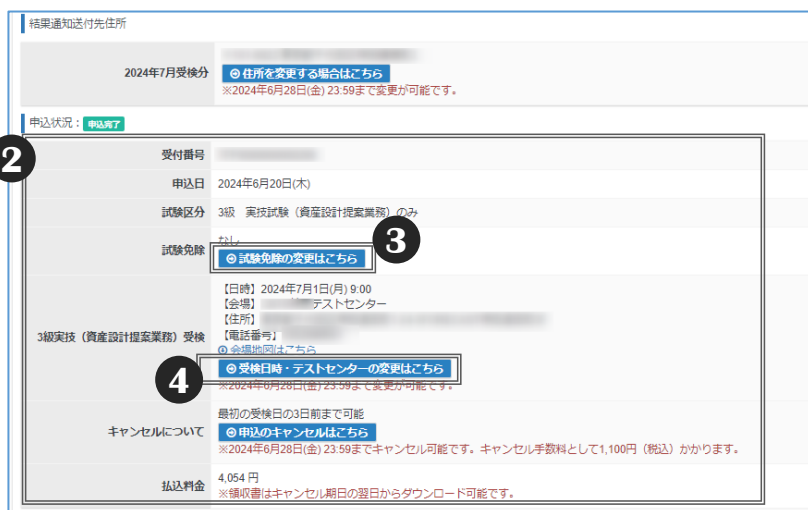 結果通知送付先住所
2024年7月受検分
住所を変更する場合はこちら
※2024年6月28日(金) 23:59まで変更が可能です。
申込状況： 申込完了
2
受付番号
申込日 2024年6月20日(木)
試験区分 3級 実技試験（資産設計提案業務）のみ
試験免除 なし
3
試験免除の変更はこちら
3級実技（資産設計提案業務）受検
【日時】2024年7月1日(月) 9:00
【会場】 テストセンター
【住所】
【電話番号】
会場地図はこちら
4
受検日時・テストセンターの変更はこちら
※2024年6月28日(金) 23:59まで変更が可能です。
キャンセルについて
最初の受検日の3日前まで可能
申込のキャンセルはこちら
※2024年6月28日(金) 23:59までキャンセル可能です。キャンセル手数料として1,100円（税込）かかります。
払込料金
4,054 円
※領収書はキャンセル期日の翌日からダウンロード可能です。